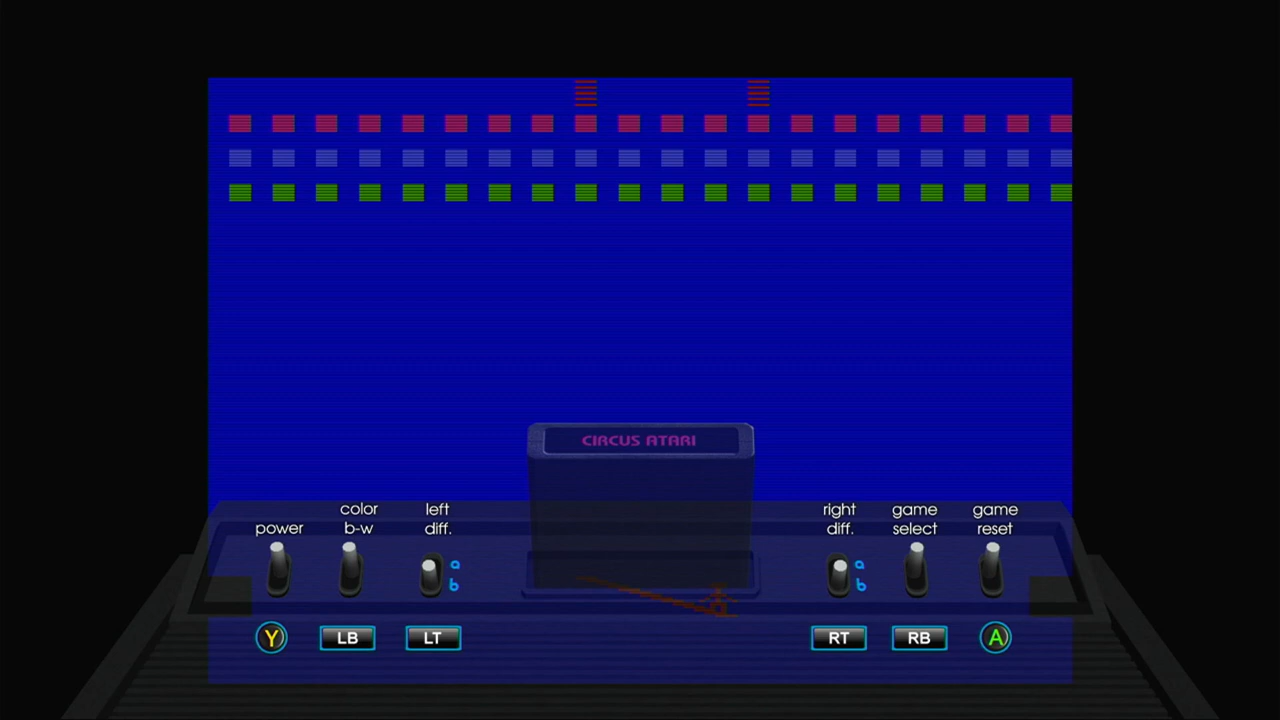 CIRCUS ATARI
power
color
b-w
left
diff.
a
b
right
diff.
a
b
game
select
game
reset
Y
LB
LT
RT
RB
A